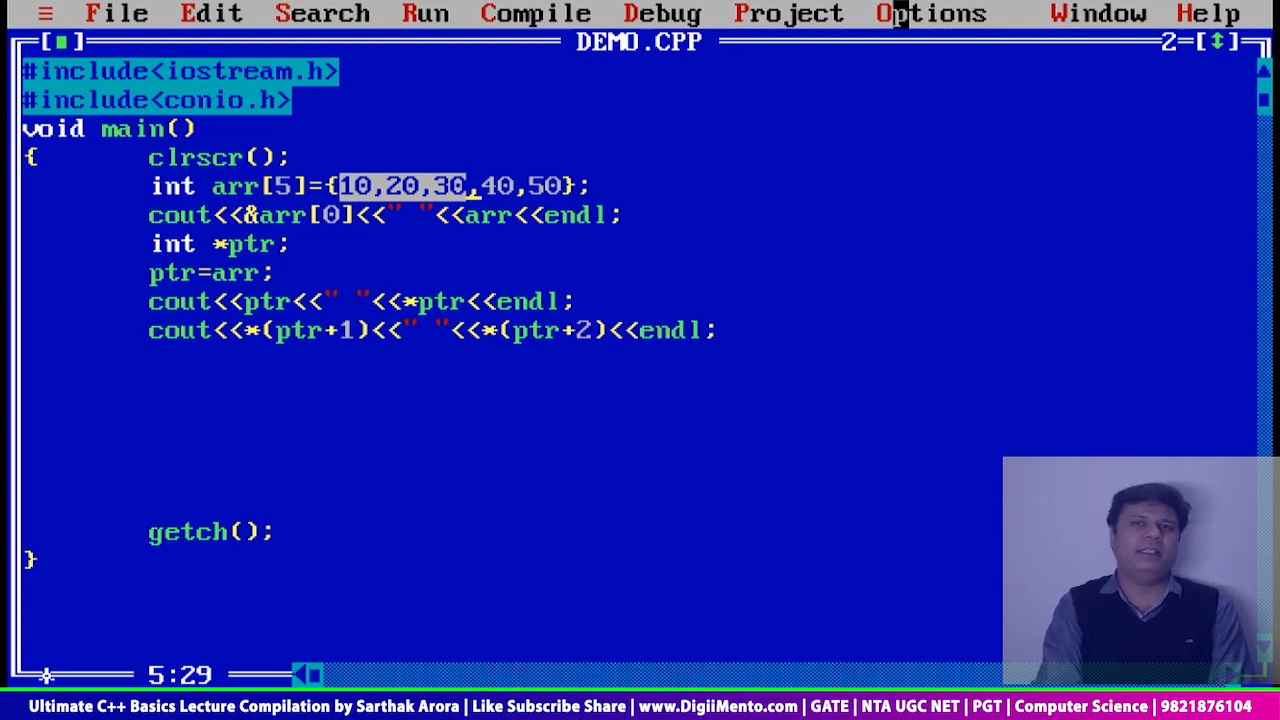 ≡ File Edit Search Run Compile Debug Project Options Window Help
[■] DEMO.CPP 2=[↕]
#include<iostream.h>
#include<conio.h>
void main()
{ clrscr();
int arr[5]={10,20,30,40,50};
cout<<&arr[0]<<" "<<arr<<endl;
int *ptr;
ptr=arr;
cout<<ptr<<" "<<*ptr<<endl;
cout<<*(ptr+1)<<" "<<*(ptr+2)<<endl;
getch();
}
5:29
Ultimate C++ Basics Lecture Compilation by Sarthak Arora | Like Subscribe Share | www.DigiiMento.com | GATE | NTA UGC NET | PGT | Computer Science | 9821876104